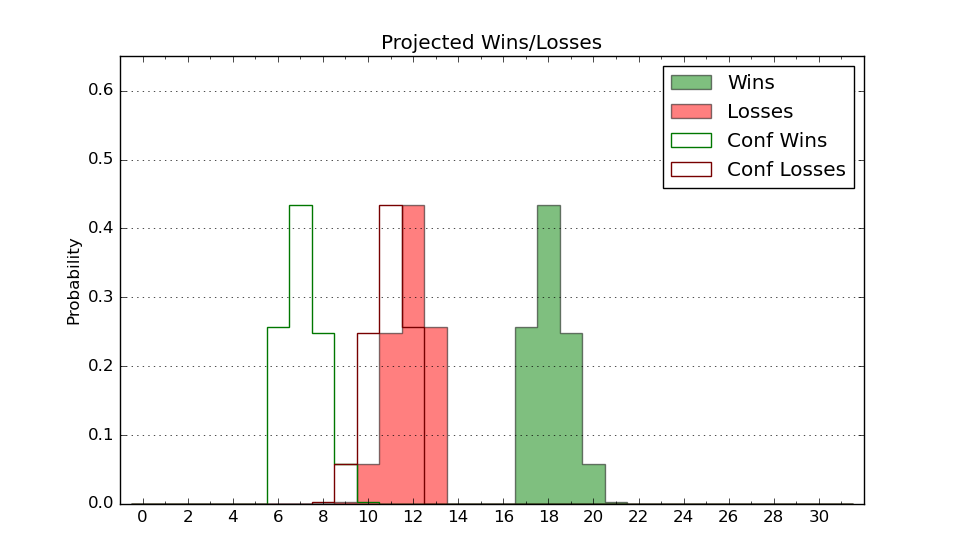 Projected Wins/Losses
Probability
0.6
0.5
0.4
0.3
0.2
0.1
0.0
0 2 4 6 8 10 12 14 16 18 20 22 24 26 28 30
Wins
Losses
Conf Wins
Conf Losses